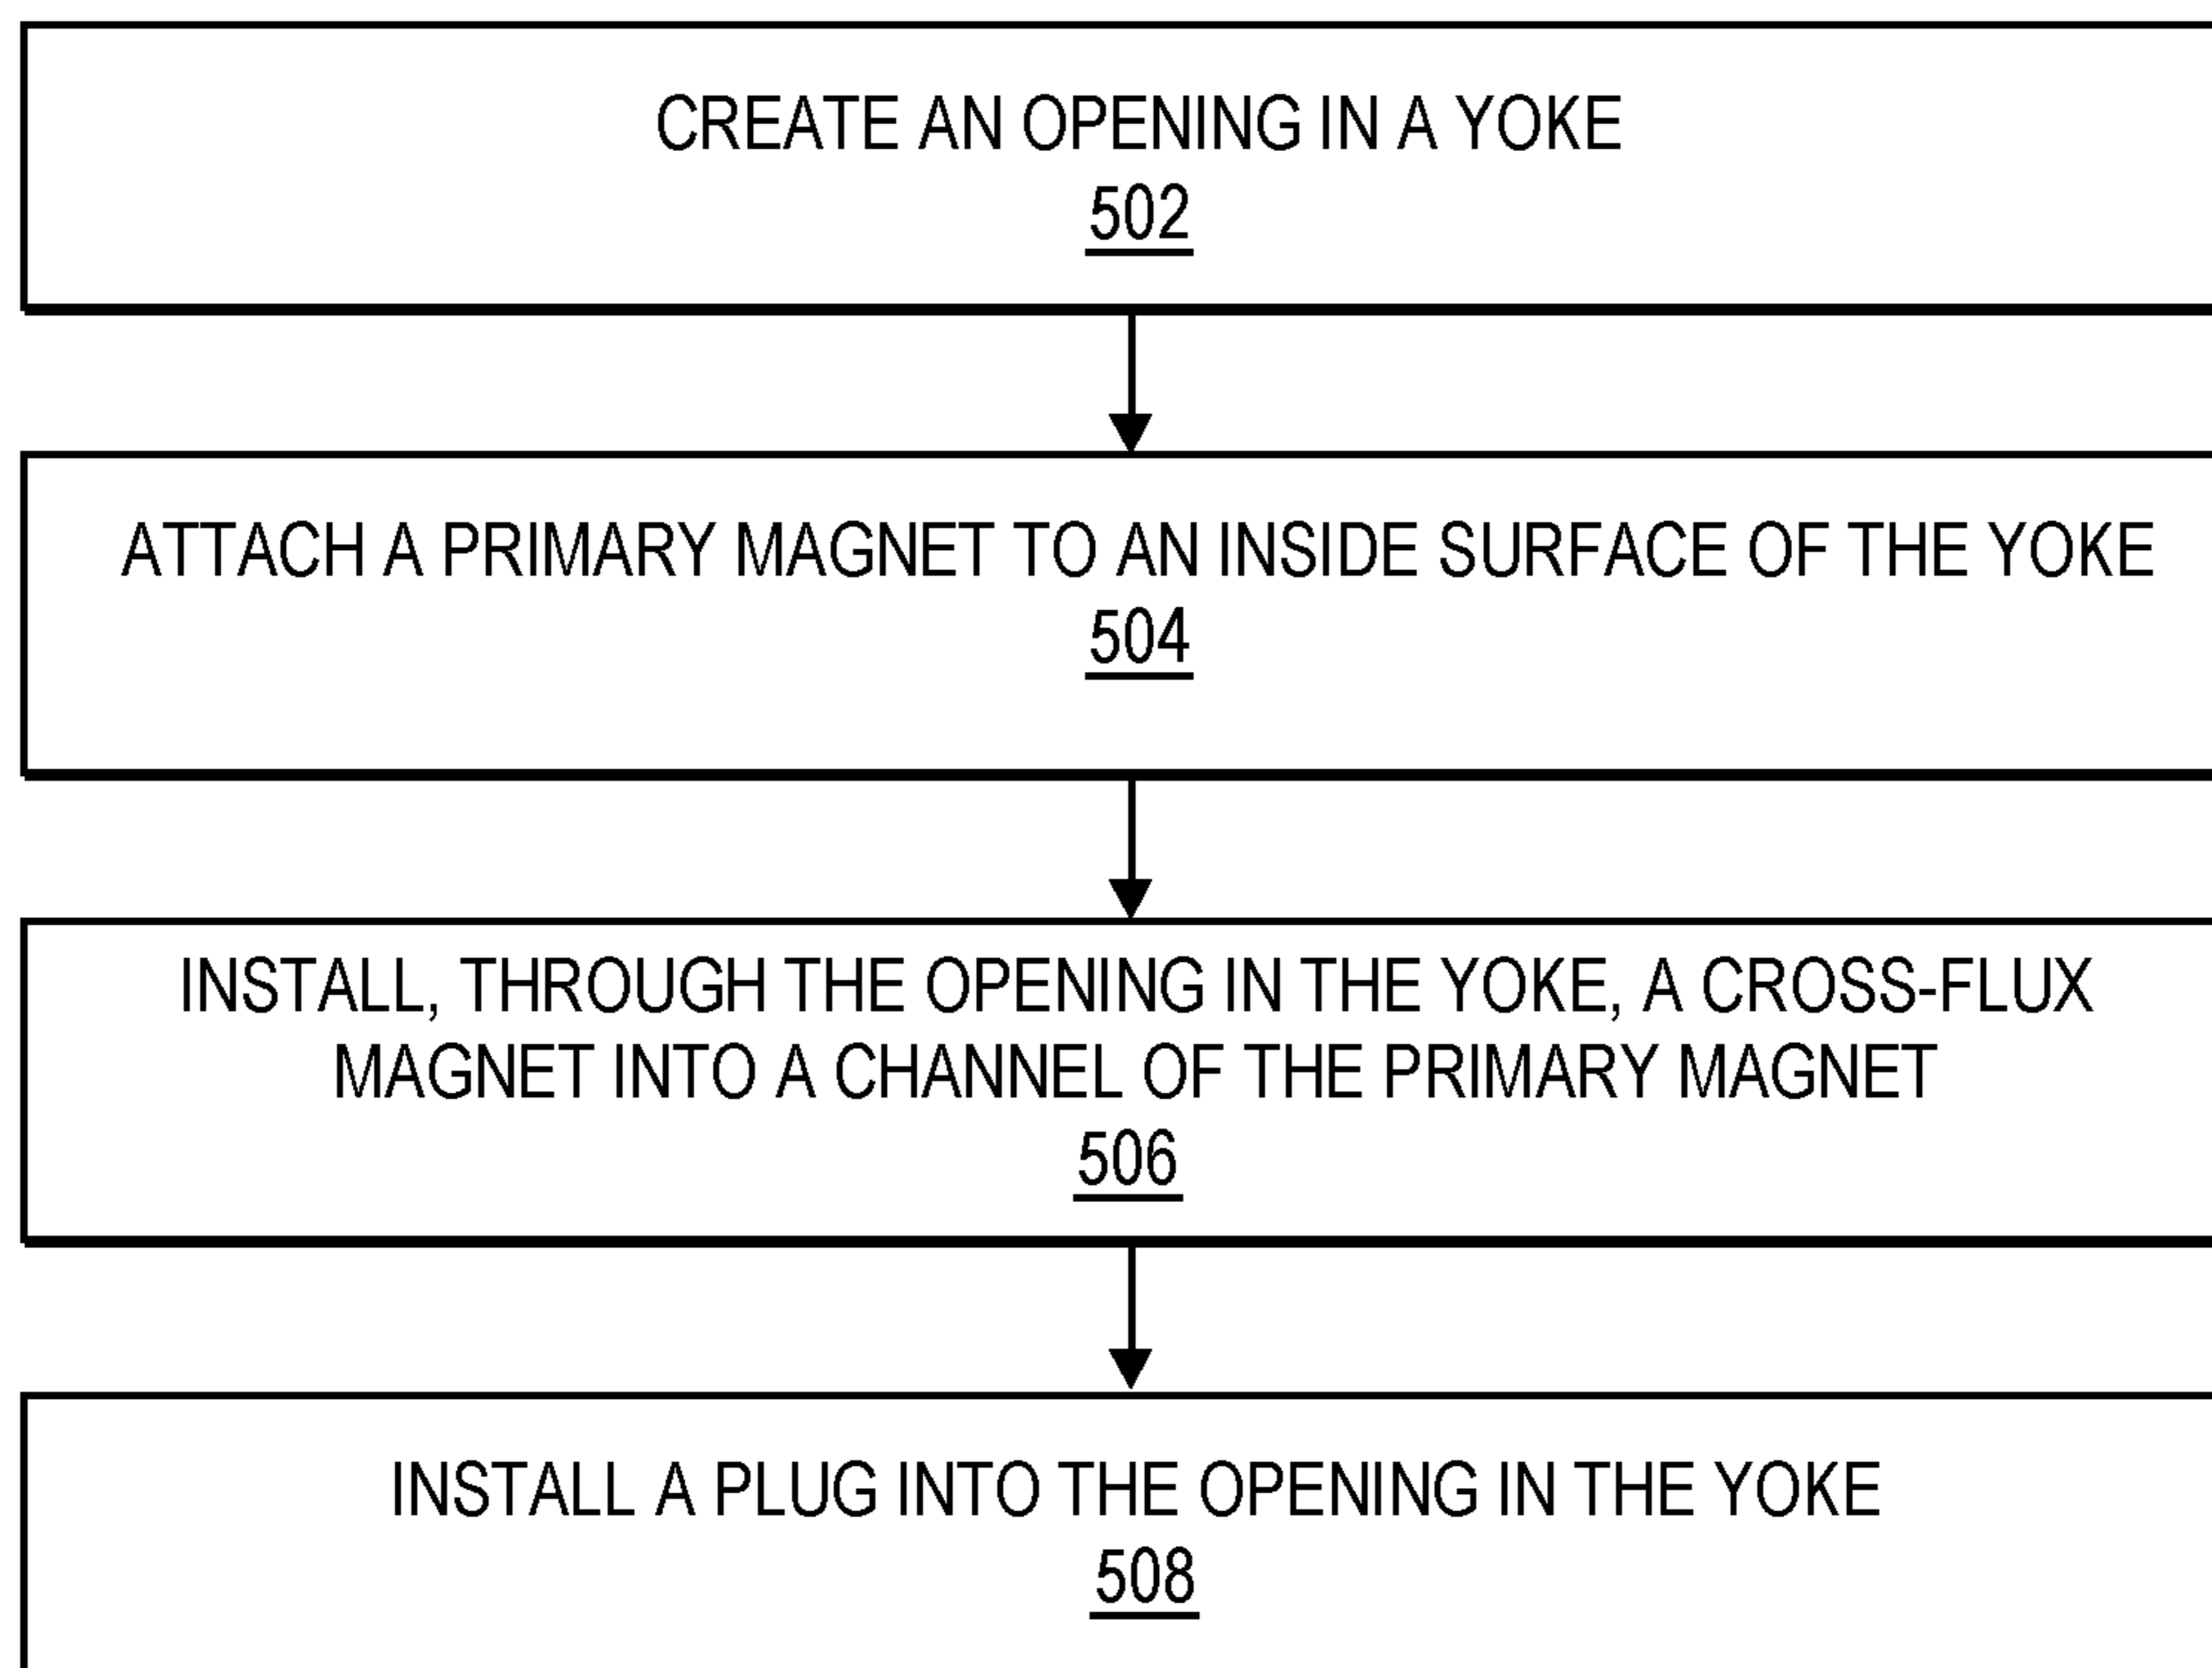 CREATE AN OPENING IN A YOKE
502
ATTACH A PRIMARY MAGNET TO AN INSIDE SURFACE OF THE YOKE
504
INSTALL, THROUGH THE OPENING IN THE YOKE, A CROSS-FLUX
MAGNET INTO A CHANNEL OF THE PRIMARY MAGNET
506
INSTALL A PLUG INTO THE OPENING IN THE YOKE
508